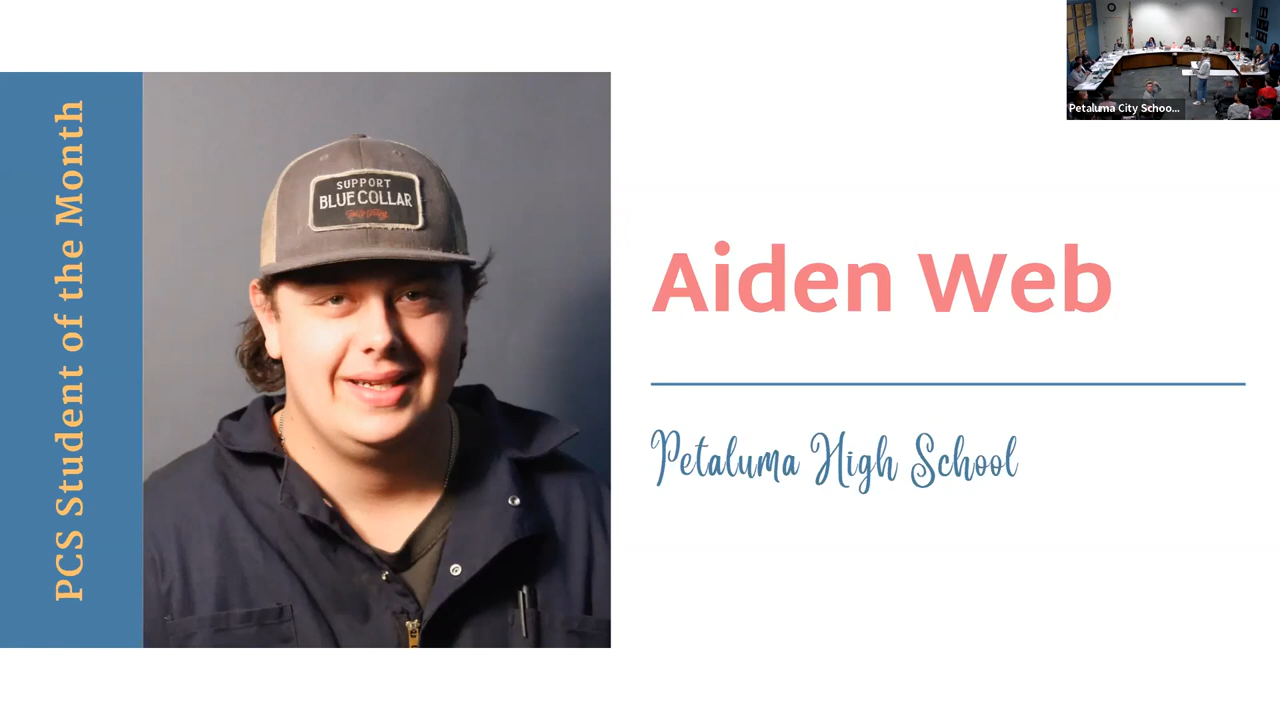 PCS Student of the Month
SUPPORT
BLUE COLLAR
Aiden Web
Petaluma High School
Petaluma City Schoo...